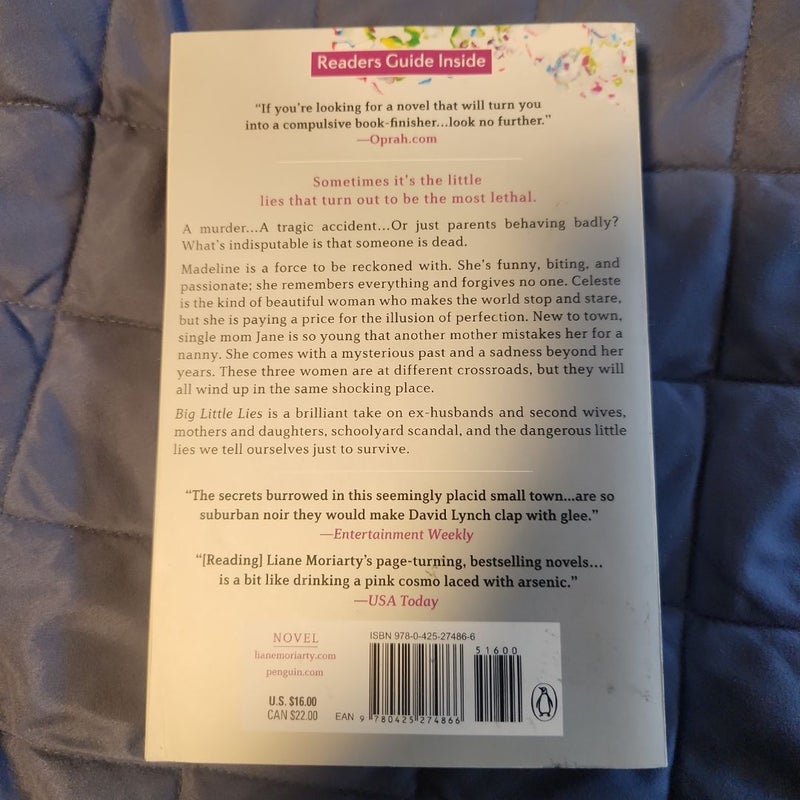 Readers Guide Inside
“If you’re looking for a novel that will turn you
into a compulsive book-finisher...look no further.”
—Oprah.com
Sometimes it’s the little
lies that turn out to be the most lethal.
A murder...A tragic accident...Or just parents behaving badly?
What’s indisputable is that someone is dead.
Madeline is a force to be reckoned with. She’s funny, biting, and
passionate; she remembers everything and forgives no one. Celeste
is the kind of beautiful woman who makes the world stop and stare,
but she is paying a price for the illusion of perfection. New to town,
single mom Jane is so young that another mother mistakes her for a
nanny. She comes with a mysterious past and a sadness beyond her
years. These three women are at different crossroads, but they will
all wind up in the same shocking place.
Big Little Lies is a brilliant take on ex-husbands and second wives,
mothers and daughters, schoolyard scandal, and the dangerous little
lies we tell ourselves just to survive.
“The secrets burrowed in this seemingly placid small town...are so
suburban noir they would make David Lynch clap with glee.”
—Entertainment Weekly
“[Reading] Liane Moriarty’s page-turning, bestselling novels...
is a bit like drinking a pink cosmo laced with arsenic.”
—USA Today
NOVEL
lianemoriarty.com
penguin.com
U.S. $16.00
CAN $22.00
ISBN 978-0-425-27486-6
51600
EAN 9 780425 274866